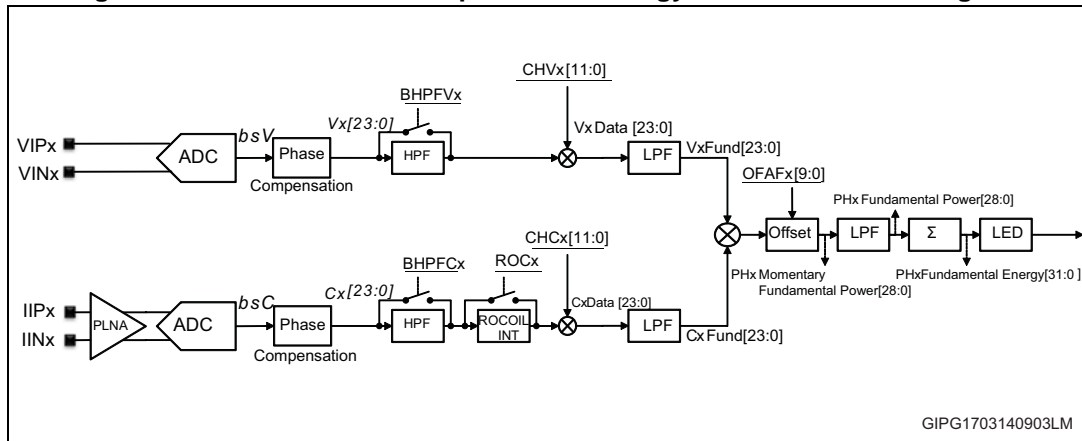 CHVx[11:0]
BHPFVx
bsV
Vx[23:0]
Vx Data [23:0]
VIPx
VINx
ADC
Phase
Compensation
HPF
LPF
VxFund[23:0]
OFAFx[9:0]
PHx Fundamental Power[28:0]
Offset
LPF
Σ
LED
PHx Momentary
Fundamental Power[28:0]
PHxFundamental Energy[31:0 ]
CHCx[11:0]
BHPFCx
ROCx
bsC
Cx[23:0]
CxData [23:0]
IIPx
IINx
PLNA
ADC
Phase
Compensation
HPF
ROCOIL
INT
LPF
Cx Fund[23:0]
GIPG1703140903LM